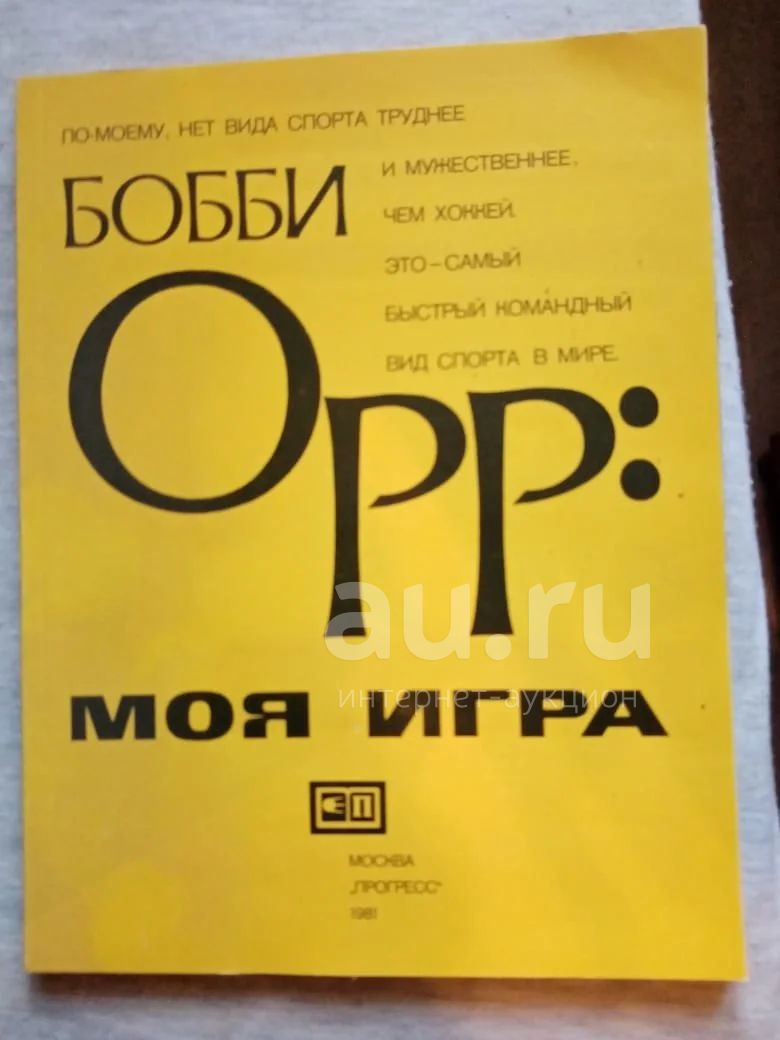 ПО-МОЕМУ, НЕТ ВИДА СПОРТА ТРУДНЕЕ
БОББИ
И МУЖЕСТВЕННЕЕ,
ЧЕМ ХОККЕЙ.
ЭТО – САМЫЙ
БЫСТРЫЙ КОМАНДНЫЙ
ВИД СПОРТА В МИРЕ.
ОРР:
au.ru
интернет-аукцион
МОЯ ИГРА
П
МОСКВА
„ПРОГРЕСС“
1981